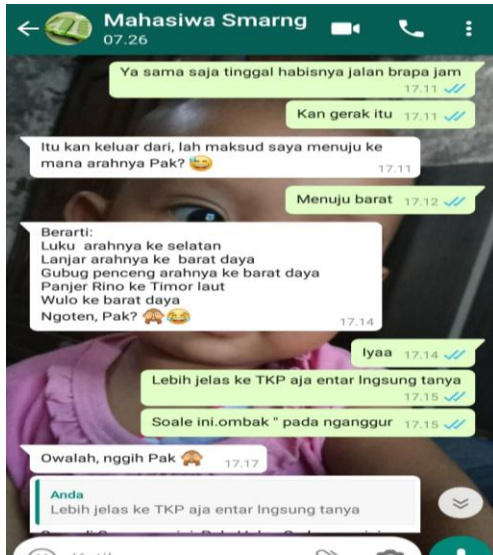 Mahasiwa Smarng
07.26
Ya sama saja tinggal habisnya jalan brapa jam
17.11
Kan gerak itu 17.11
Itu kan keluar dari, lah maksud saya menuju ke
mana arahnya Pak? 😅
17.11
Menuju barat 17.12
Berarti:
Luku arahnya ke selatan
Lanjar arahnya ke barat daya
Gubug penceng arahnya ke barat daya
Panjer Rino ke Timor laut
Wulo ke barat daya
Ngoten, Pak? 🙈😂
17.14
Iyaa 17.14
Lebih jelas ke TKP aja entar Ingsung tanya
17.15
Soale ini.ombak " pada nganggur 17.15
Owalah, nggih Pak 🙈 17.17
Anda
Lebih jelas ke TKP aja entar Ingsung tanya